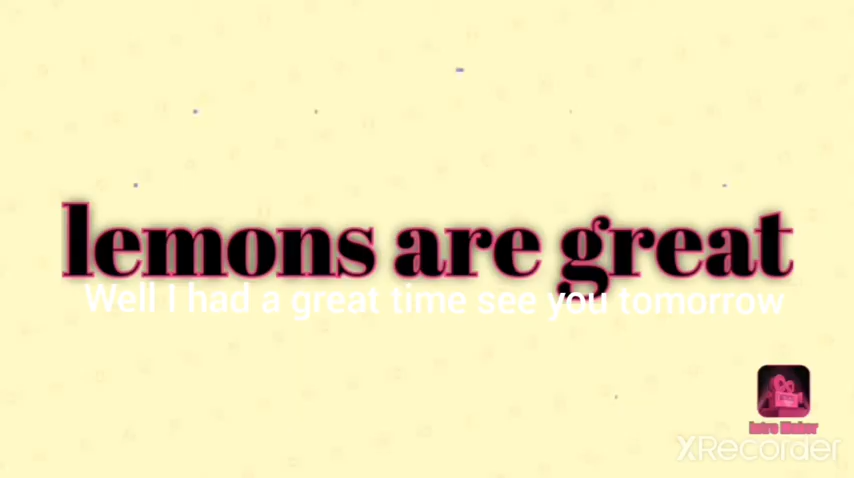 lemons are great
Well I had a great time see you tomorrow
Intro Maker
XRecorder